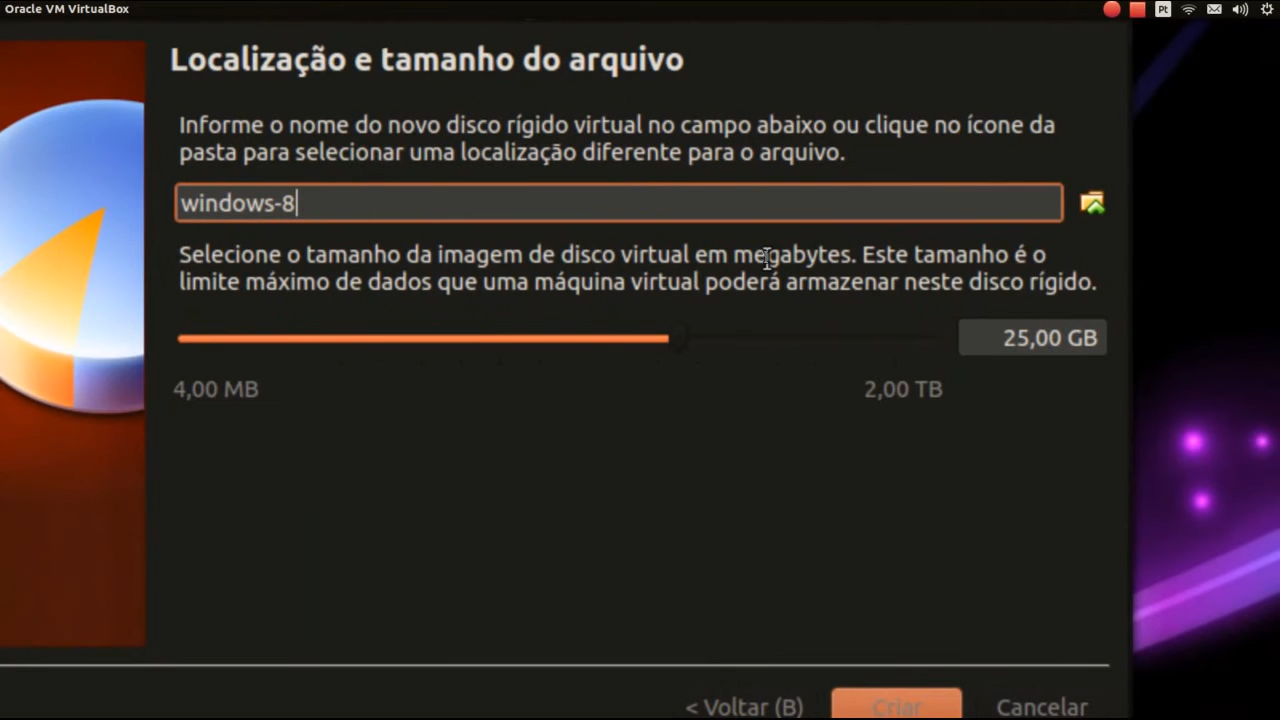 Oracle VM VirtualBox
Pt
Localização e tamanho do arquivo
Informe o nome do novo disco rígido virtual no campo abaixo ou clique no ícone da
pasta para selecionar uma localização diferente para o arquivo.
windows-8
Selecione o tamanho da imagem de disco virtual em megabytes. Este tamanho é o
limite máximo de dados que uma máquina virtual poderá armazenar neste disco rígido.
25,00 GB
4,00 MB
2,00 TB
< Voltar (B)
Criar
Cancelar